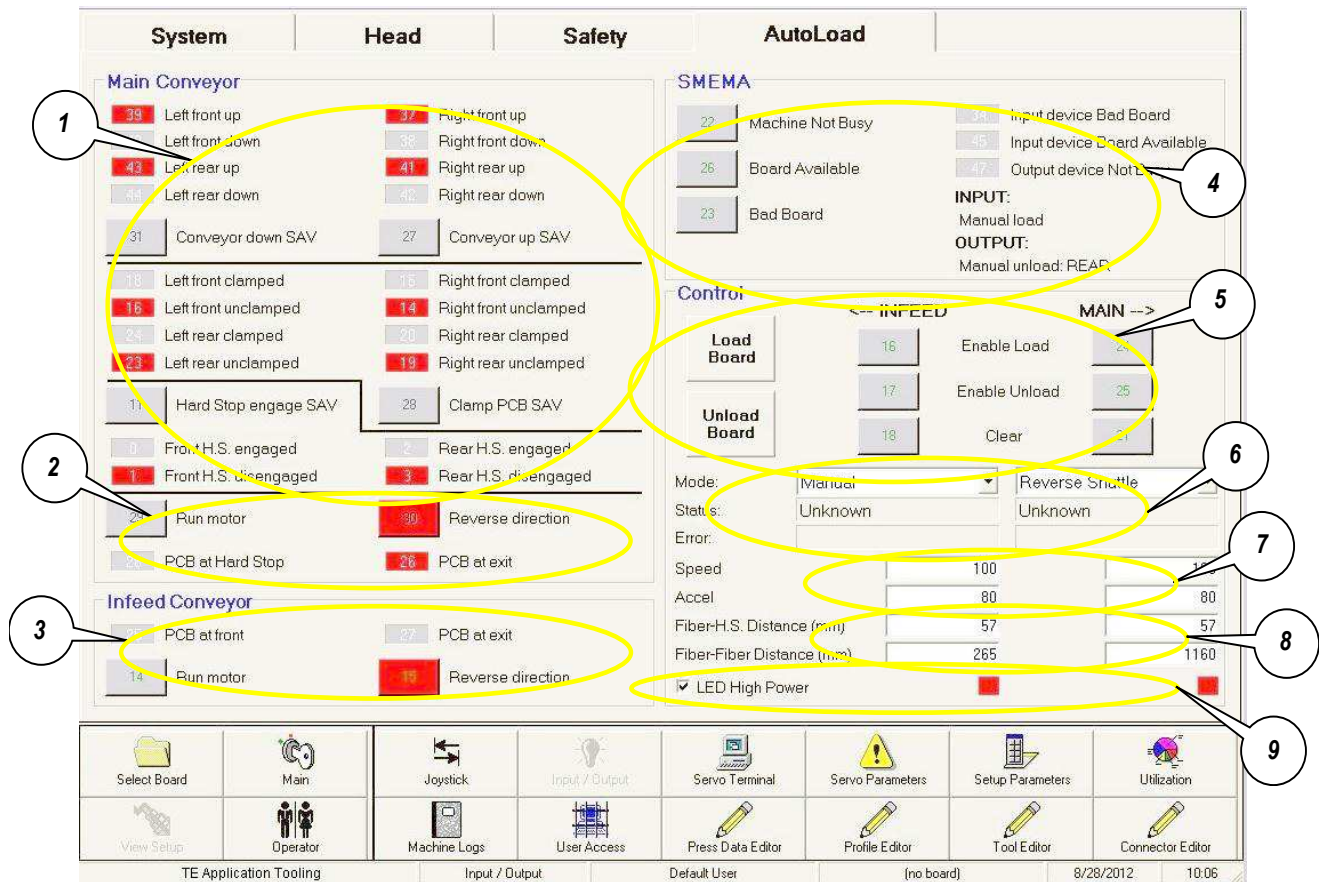 System Head Safety AutoLoad
Main Conveyor
39 Left front up 37 Right front up
Left front down 38 Right front down
43 Left rear up 41 Right rear up
44 Left rear down 42 Right rear down
31 Conveyor down SAV 27 Conveyor up SAV
18 Left front clamped 15 Right front clamped
16 Left front unclamped 14 Right front unclamped
24 Left rear clamped 20 Right rear clamped
23 Left rear unclamped 19 Right rear unclamped
11 Hard Stop engage SAV 28 Clamp PCB SAV
0 Front H.S. engaged 2 Rear H.S. engaged
1 Front H.S. disengaged 3 Rear H.S. disengaged
29 Run motor 30 Reverse direction
PCB at Hard Stop 26 PCB at exit
Infeed Conveyor
PCB at front 27 PCB at exit
14 Run motor 15 Reverse direction
1
2
3
SMEMA
22 Machine Not Busy 34 Input device Bad Board
45 Input device Board Available
26 Board Available 47 Output device Not
23 Bad Board
INPUT:
Manual load
OUTPUT:
Manual unload: REAR
Control
<-- INFEED MAIN -->
Load Board 16 Enable Load 24
17 Enable Unload 25
Unload Board 18 Clear 21
Mode: Manual Reverse Shuttle
Status: Unknown Unknown
Error:
Speed 100
Accel 80 80
Fiber-H.S. Distance (mm) 57 57
Fiber-Fiber Distance (mm) 265 1160
LED High Power
4
5
6
7
8
9
Select Board Main Joystick Input / Output Servo Terminal Servo Parameters Setup Parameters Utilization
View Setup Operator Machine Logs User Access Press Data Editor Profile Editor Tool Editor Connector Editor
TE Application Tooling Input / Output Default User (no board) 8/28/2012 10:06